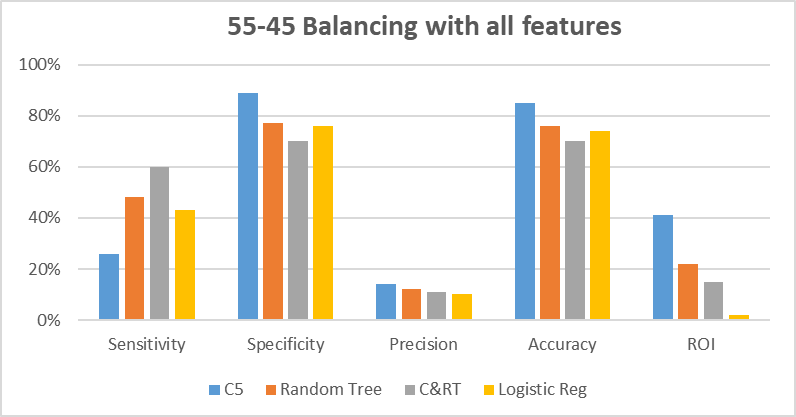 55-45 Balancing with all features
100%
80%
60%
40%
20%
0%
Sensitivity Specificity Precision Accuracy ROI
C5 Random Tree C&RT Logistic Reg